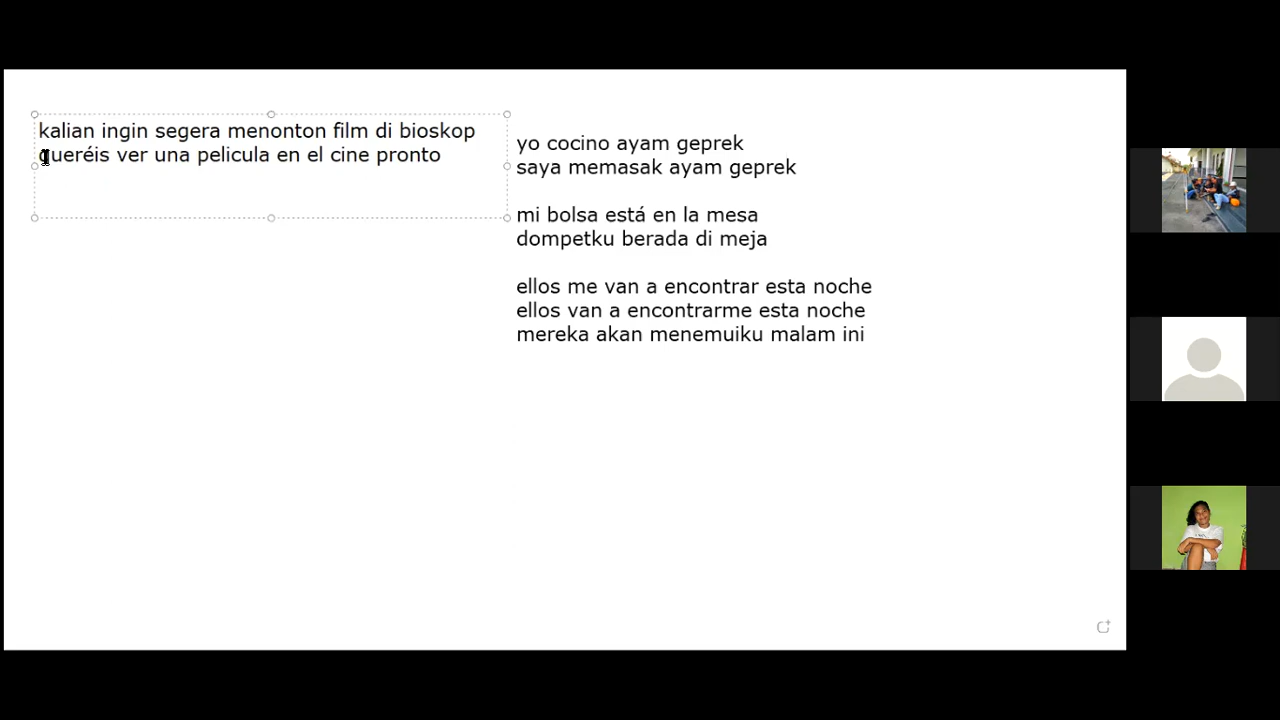 kalian ingin segera menonton film di bioskop
queréis ver una pelicula en el cine pronto
yo cocino ayam geprek
saya memasak ayam geprek
mi bolsa está en la mesa
dompetku berada di meja
ellos me van a encontrar esta noche
ellos van a encontrarme esta noche
mereka akan menemuiku malam ini